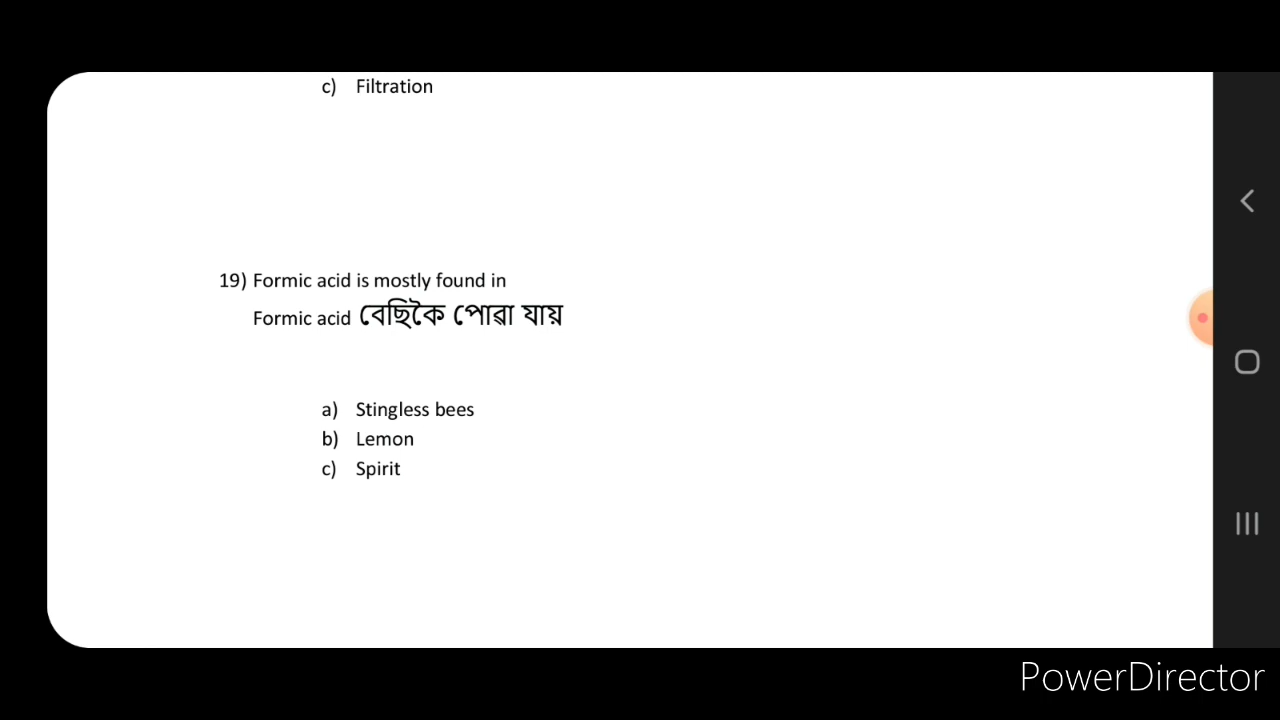 c) Filtration
19) Formic acid is mostly found in
Formic acid বেছিকৈ পোৱা যায়
a) Stingless bees
b) Lemon
c) Spirit
PowerDirector